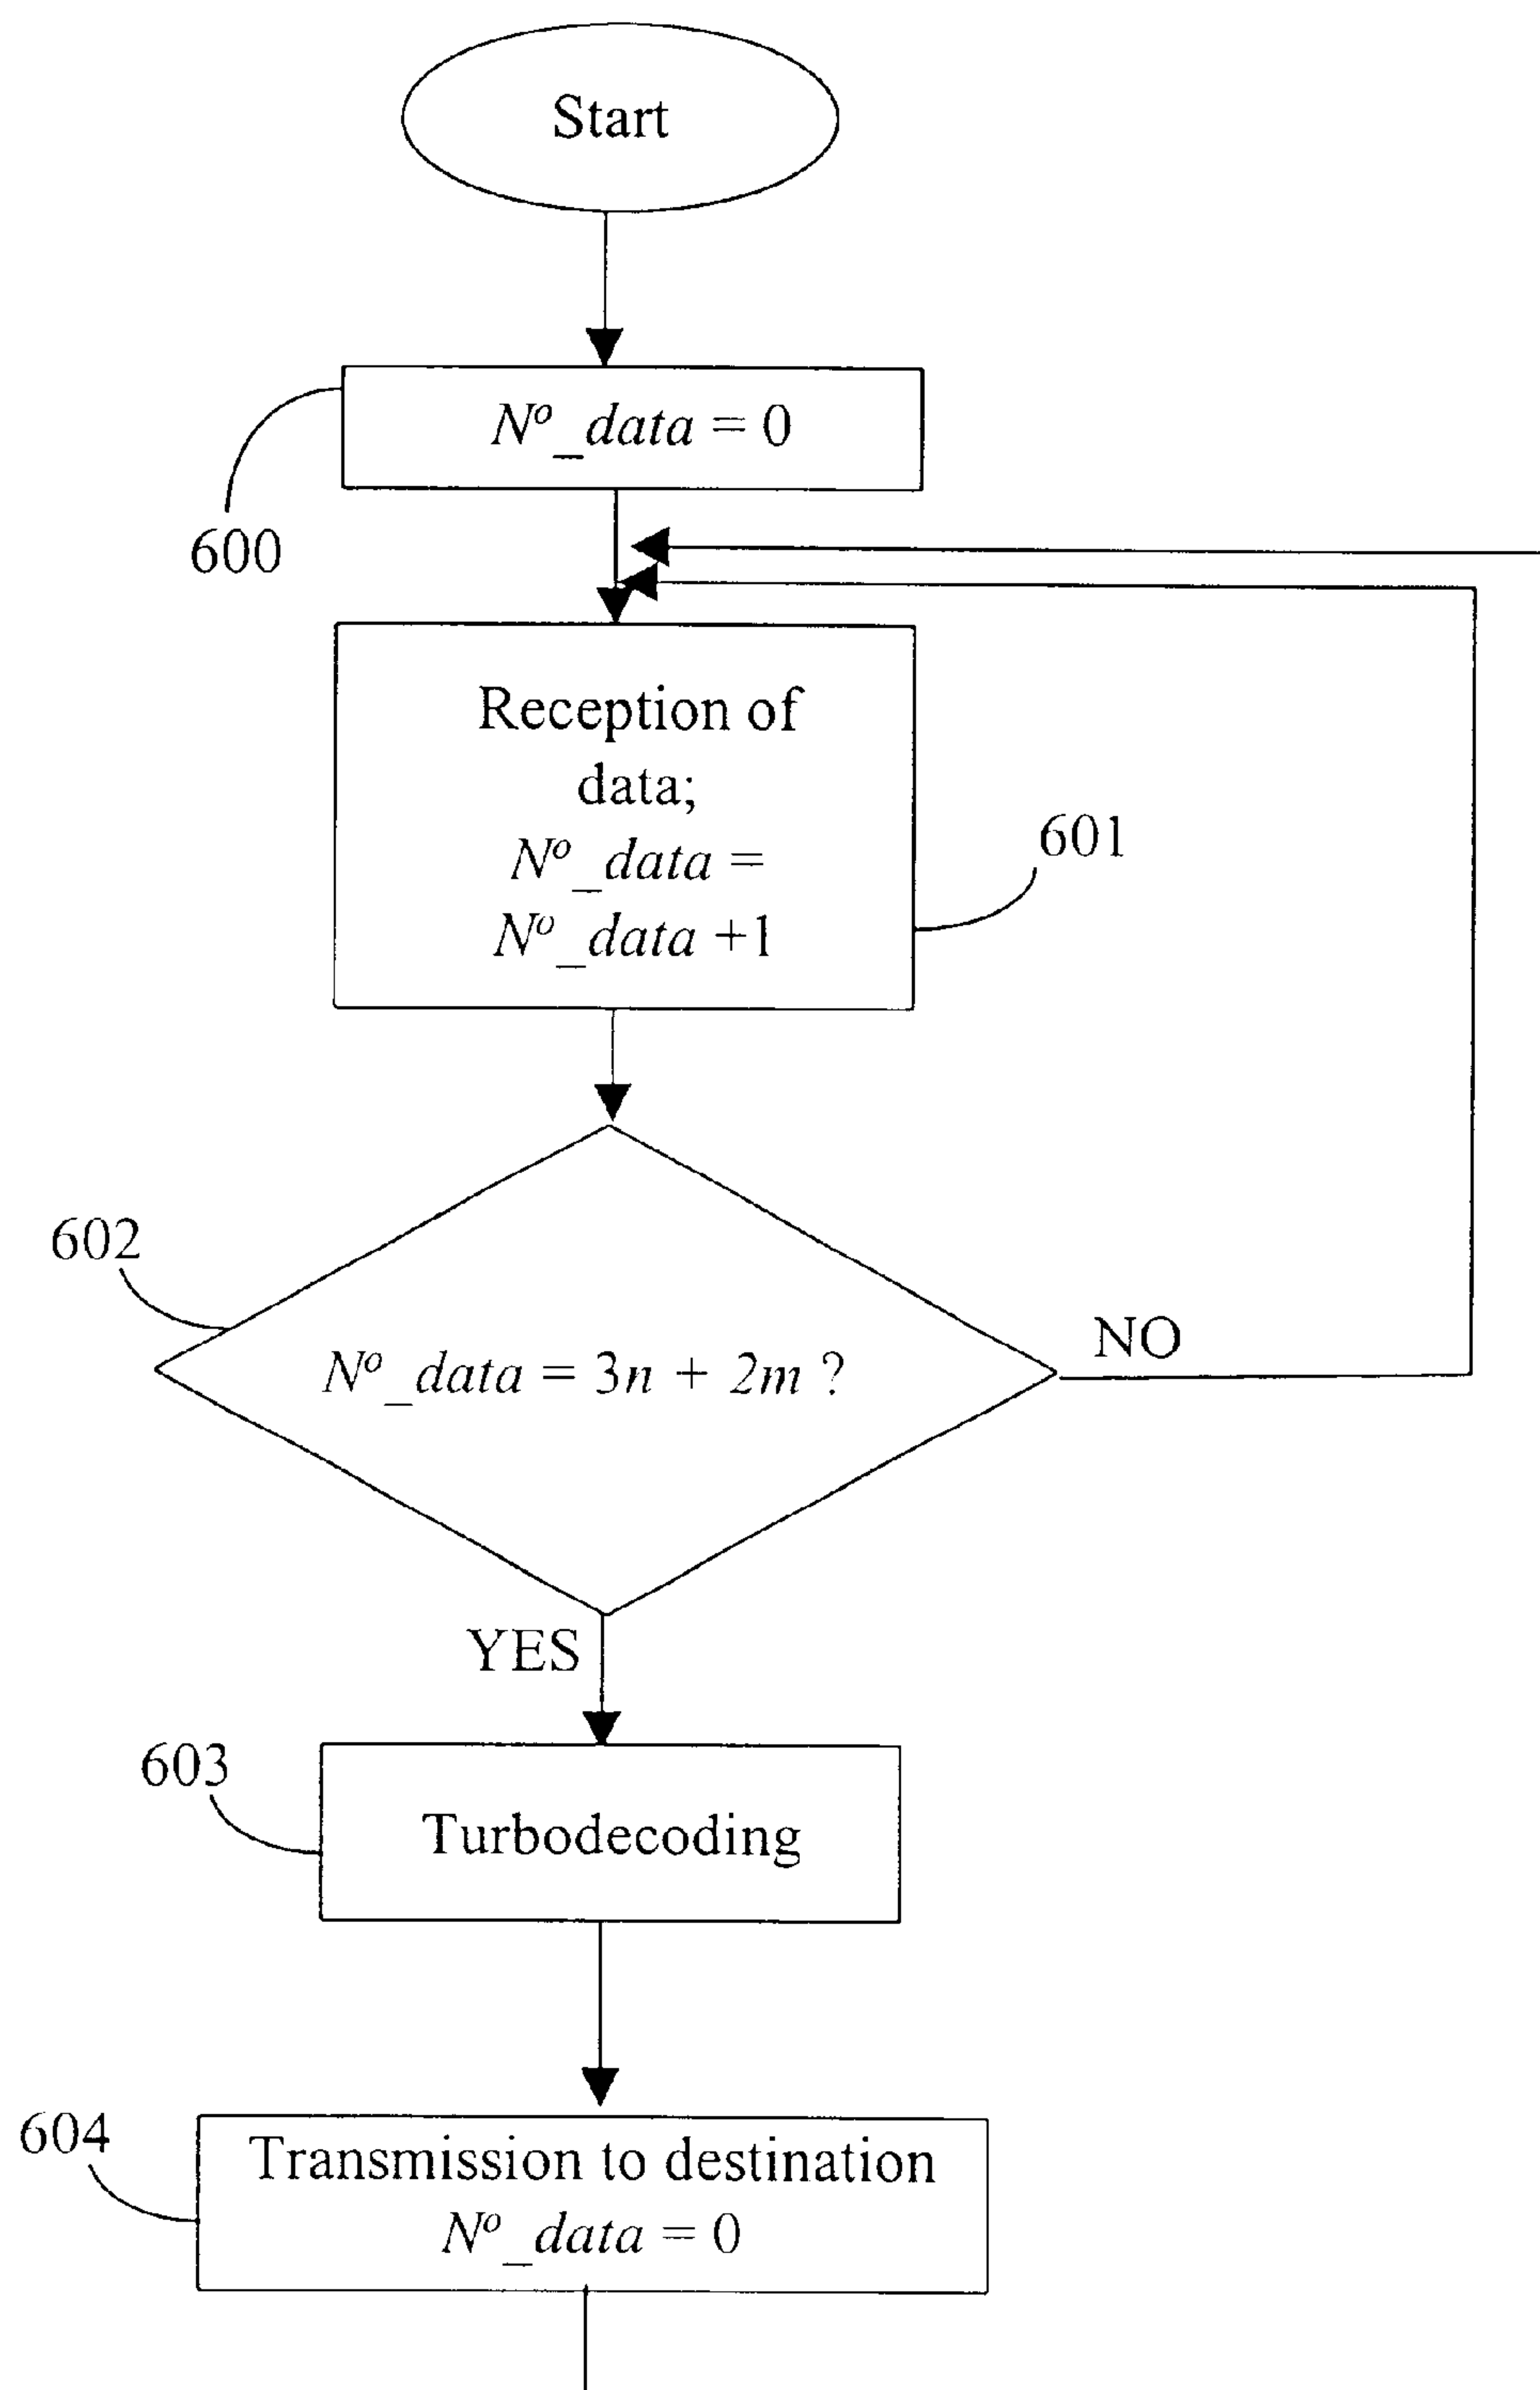 Start
Nº_data = 0
600
Reception of
data;
Nº_data =
Nº_data +1
601
602
Nº_data = 3n + 2m ?
NO
YES
603
Turbodecoding
604
Transmission to destination
Nº_data = 0